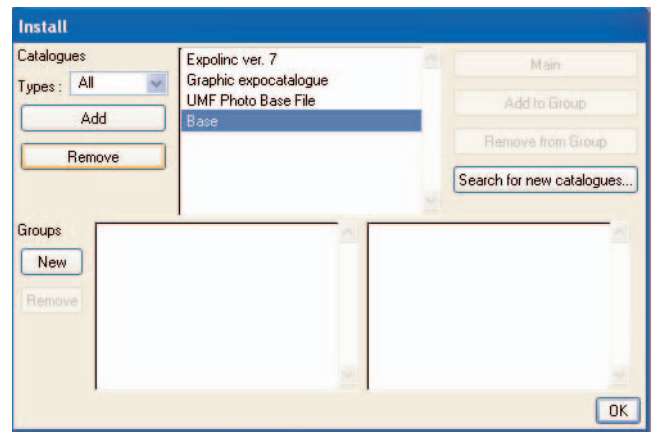 Install
Catalogues
Types : All
Add
Remove
Expolinc ver. 7
Graphic expocatalogue
UMF Photo Base File
Base
Main
Add to Group
Remove from Group
Search for new catalogues...
Groups
New
Remove
OK